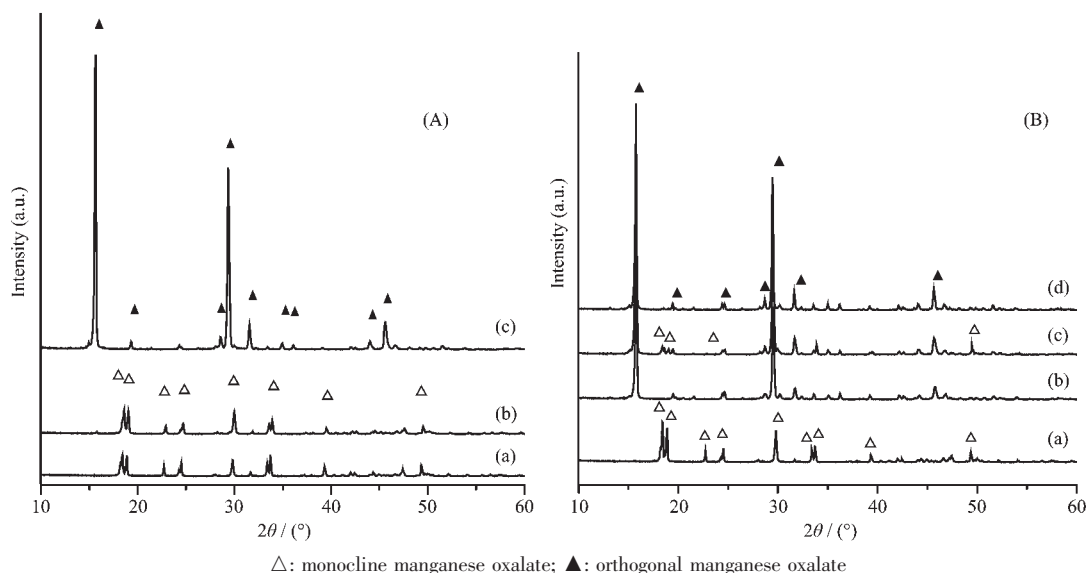 (A)
Intensity (a.u.)
(c)
(b)
(a)
10 20 30 40 50 60
2θ / (°)
(B)
Intensity (a.u.)
(d)
(c)
(b)
(a)
10 20 30 40 50 60
2θ / (°)
△: monocline manganese oxalate; ▲: orthogonal manganese oxalate